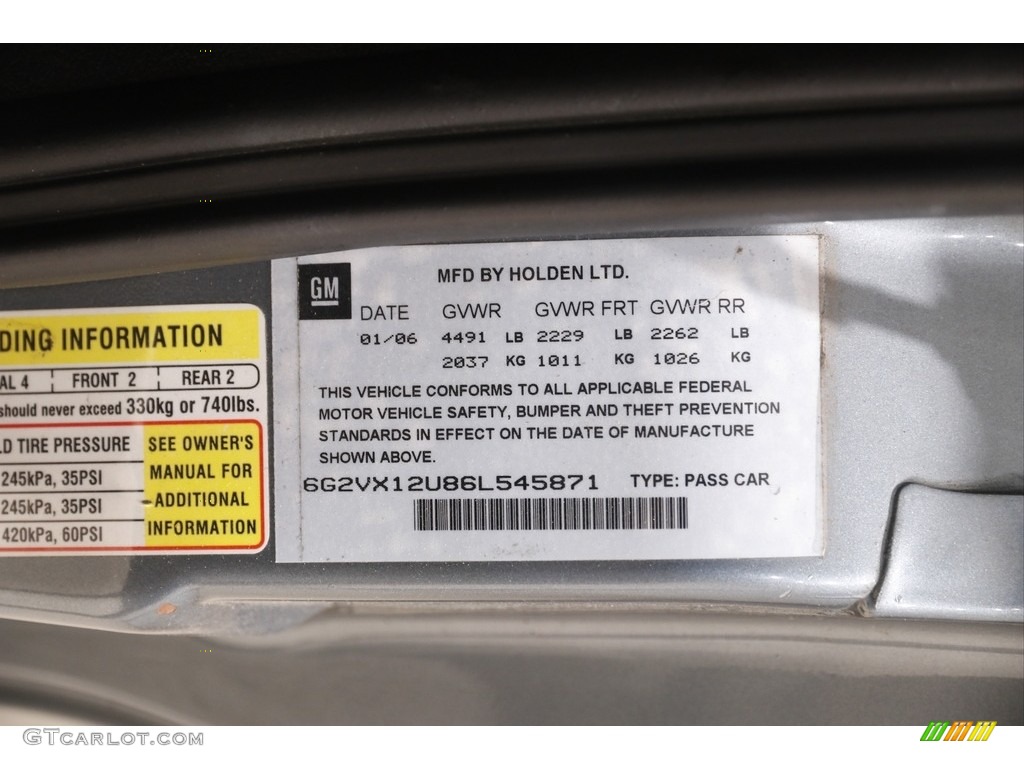 DING INFORMATION
AL 4 FRONT 2 REAR 2
should never exceed 330kg or 740lbs.
LD TIRE PRESSURE
245kPa, 35PSI
245kPa, 35PSI
420kPa, 60PSI
SEE OWNER'S
MANUAL FOR
ADDITIONAL
INFORMATION
GM
MFD BY HOLDEN LTD.
DATE GVWR GVWR FRT GVWR RR
01/06 4491 LB 2229 LB 2262 LB
2037 KG 1011 KG 1026 KG
THIS VEHICLE CONFORMS TO ALL APPLICABLE FEDERAL
MOTOR VEHICLE SAFETY, BUMPER AND THEFT PREVENTION
STANDARDS IN EFFECT ON THE DATE OF MANUFACTURE
SHOWN ABOVE.
6G2VX12U86L545871 TYPE: PASS CAR
GTCarlot.com